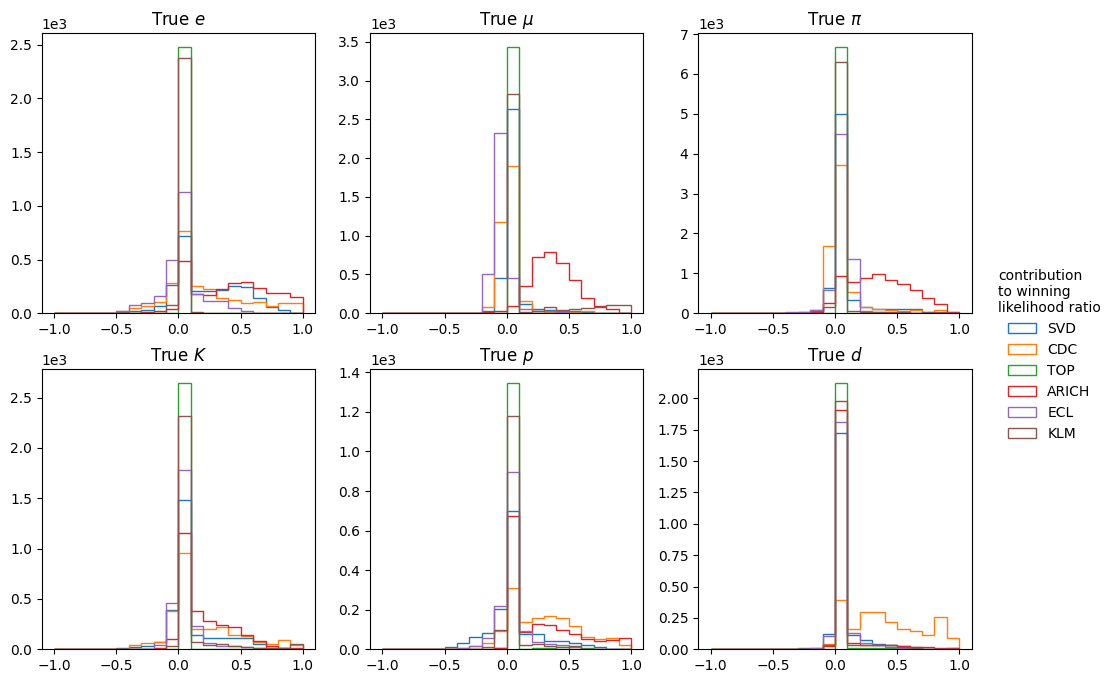 True e
1e3
2.5
2.0
1.5
1.0
0.5
0.0
−1.0 −0.5 0.0 0.5 1.0
True μ
1e3
3.5
3.0
2.5
2.0
1.5
1.0
0.5
0.0
−1.0 −0.5 0.0 0.5 1.0
True π
1e3
7
6
5
4
3
2
1
0
−1.0 −0.5 0.0 0.5 1.0
True K
1e3
2.5
2.0
1.5
1.0
0.5
0.0
−1.0 −0.5 0.0 0.5 1.0
True p
1e3
1.4
1.2
1.0
0.8
0.6
0.4
0.2
0.0
−1.0 −0.5 0.0 0.5 1.0
True d
1e3
2.00
1.75
1.50
1.25
1.00
0.75
0.50
0.25
0.00
−1.0 −0.5 0.0 0.5 1.0
contribution
to winning
likelihood ratio
SVD
CDC
TOP
ARICH
ECL
KLM